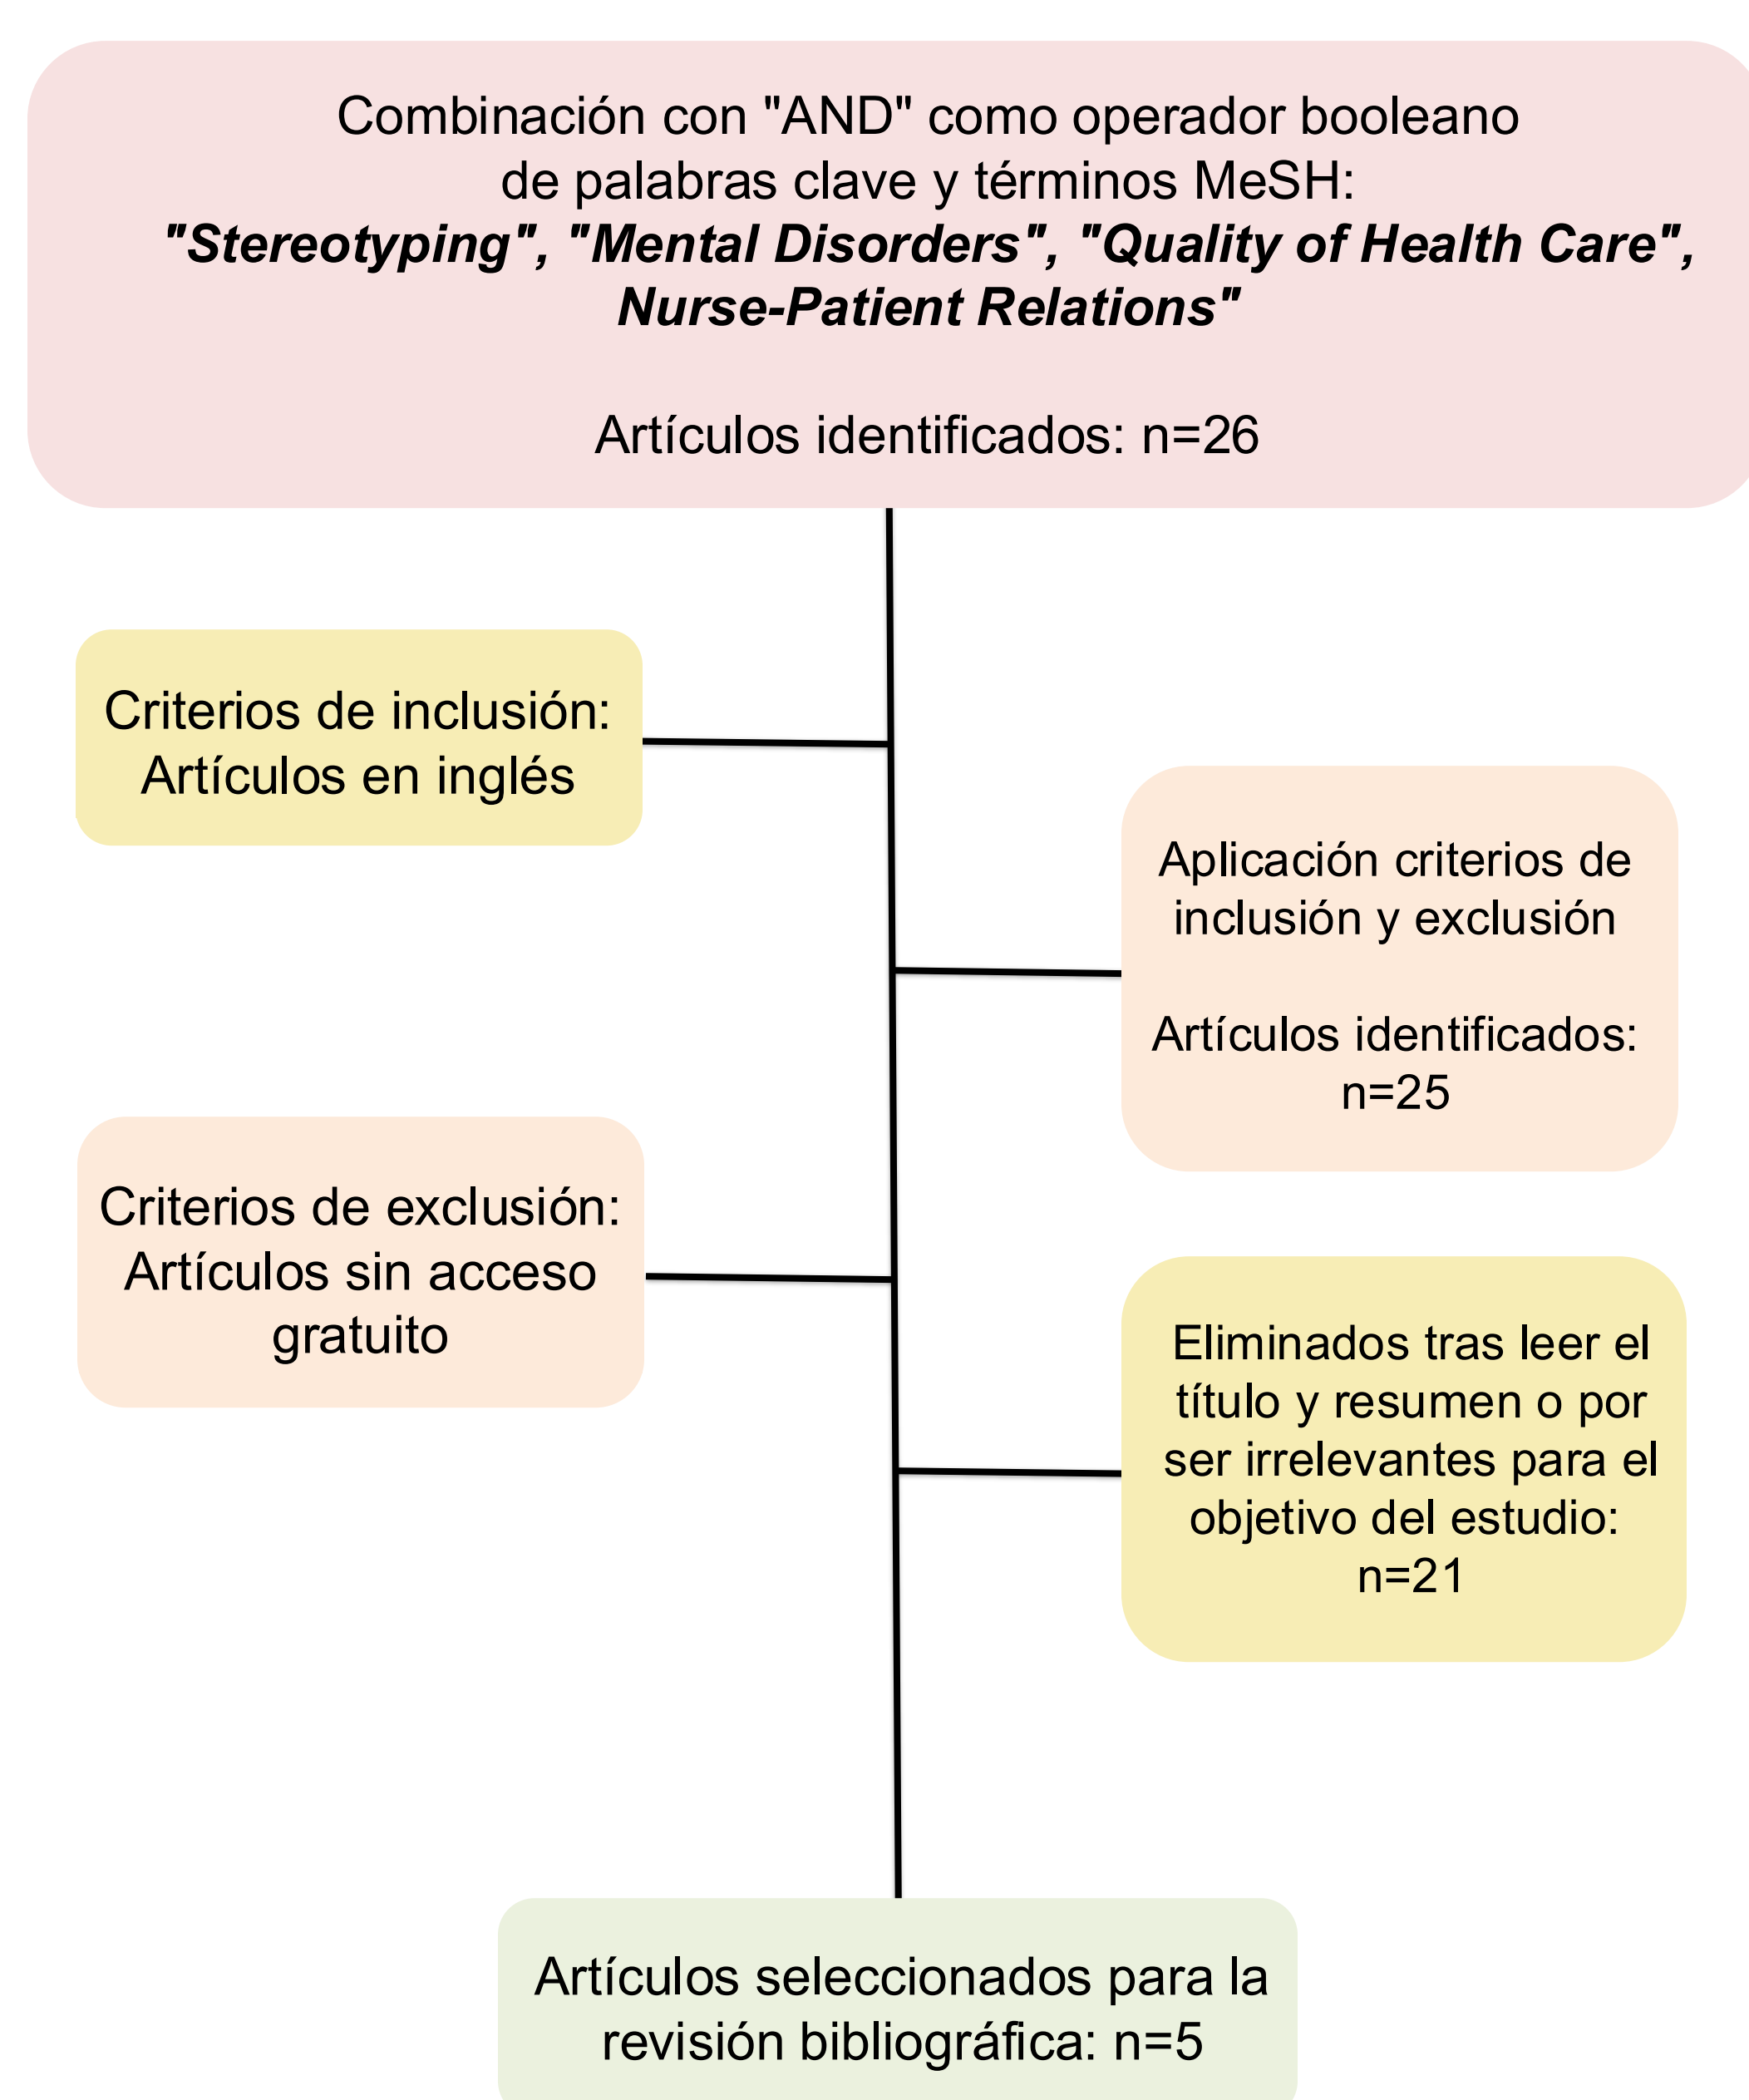 Combinación con "AND" como operador booleano
de palabras clave y términos MeSH:
"Stereotyping", "Mental Disorders", "Quality of Health Care",
Nurse-Patient Relations"
Artículos identificados: n=26
Criterios de inclusión:
Artículos en inglés
Aplicación criterios de
inclusión y exclusión
Artículos identificados:
n=25
Criterios de exclusión:
Artículos sin acceso
gratuito
Eliminados tras leer el
título y resumen o por
ser irrelevantes para el
objetivo del estudio:
n=21
Artículos seleccionados para la
revisión bibliográfica: n=5